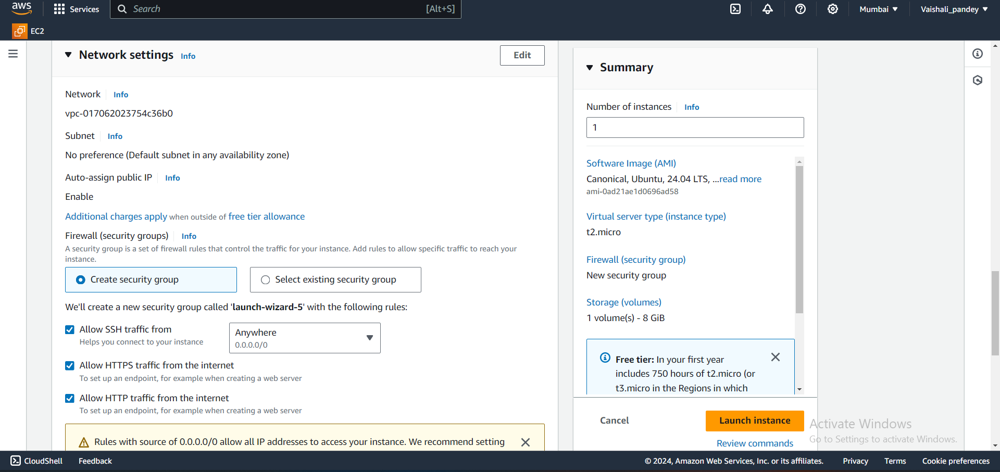 aws
Services
Search
[Alt+S]
Mumbai ▼
Vaishali_pandey ▼
EC2
Network settings Info
Edit
Network Info
vpc-017062023754c36b0
Subnet Info
No preference (Default subnet in any availability zone)
Auto-assign public IP Info
Enable
Additional charges apply when outside of free tier allowance
Firewall (security groups) Info
A security group is a set of firewall rules that control the traffic for your instance. Add rules to allow specific traffic to reach your
instance.
Create security group
Select existing security group
We'll create a new security group called 'launch-wizard-5' with the following rules:
Allow SSH traffic from
Helps you connect to your instance
Anywhere
0.0.0.0/0
Allow HTTPS traffic from the internet
To set up an endpoint, for example when creating a web server
Allow HTTP traffic from the internet
To set up an endpoint, for example when creating a web server
Rules with source of 0.0.0.0/0 allow all IP addresses to access your instance. We recommend setting
Summary
Number of instances Info
1
Software Image (AMI)
Canonical, Ubuntu, 24.04 LTS, ...read more
ami-0ad21ae1d0696ad58
Virtual server type (instance type)
t2.micro
Firewall (security group)
New security group
Storage (volumes)
1 volume(s) - 8 GiB
Free tier: In your first year
includes 750 hours of t2.micro (or
t3.micro in the Regions in which
Cancel
Launch instance
Review commands
Activate Windows
Go to Settings to activate Windows.
CloudShell
Feedback
© 2024, Amazon Web Services, Inc. or its affiliates.
Privacy
Terms
Cookie preferences